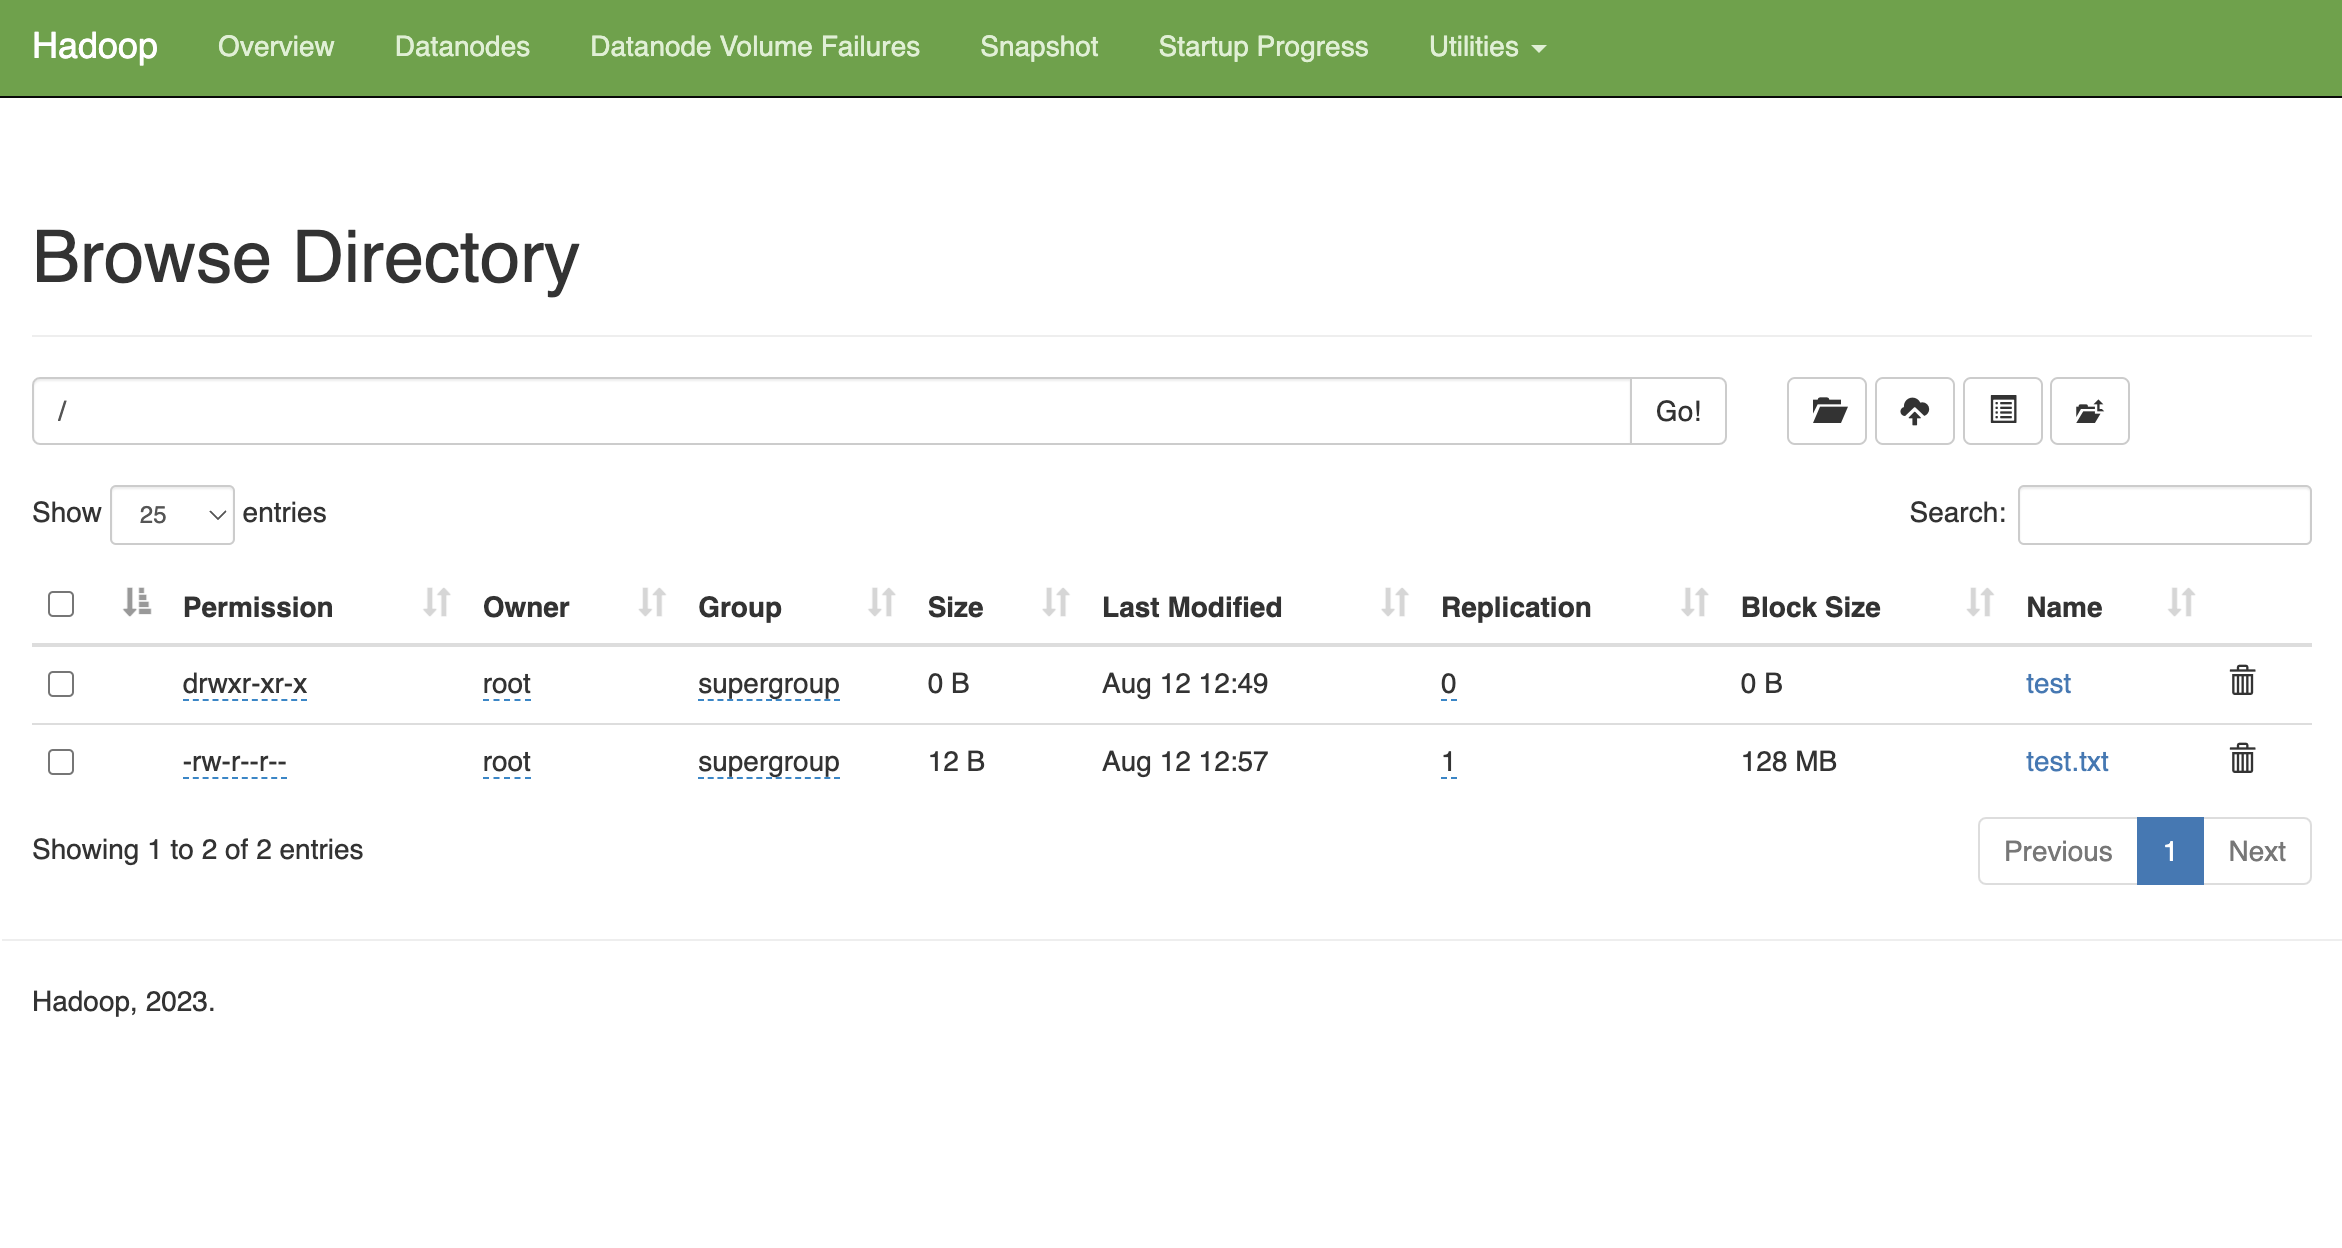 Hadoop Overview Datanodes Datanode Volume Failures Snapshot Startup Progress Utilities
Browse Directory
/ Go!
Show 25 entries Search:
Permission Owner Group Size Last Modified Replication Block Size Name
drwxr-xr-x root supergroup 0 B Aug 12 12:49 0 0 B test
-rw-r--r-- root supergroup 12 B Aug 12 12:57 1 128 MB test.txt
Showing 1 to 2 of 2 entries Previous 1 Next
Hadoop, 2023.